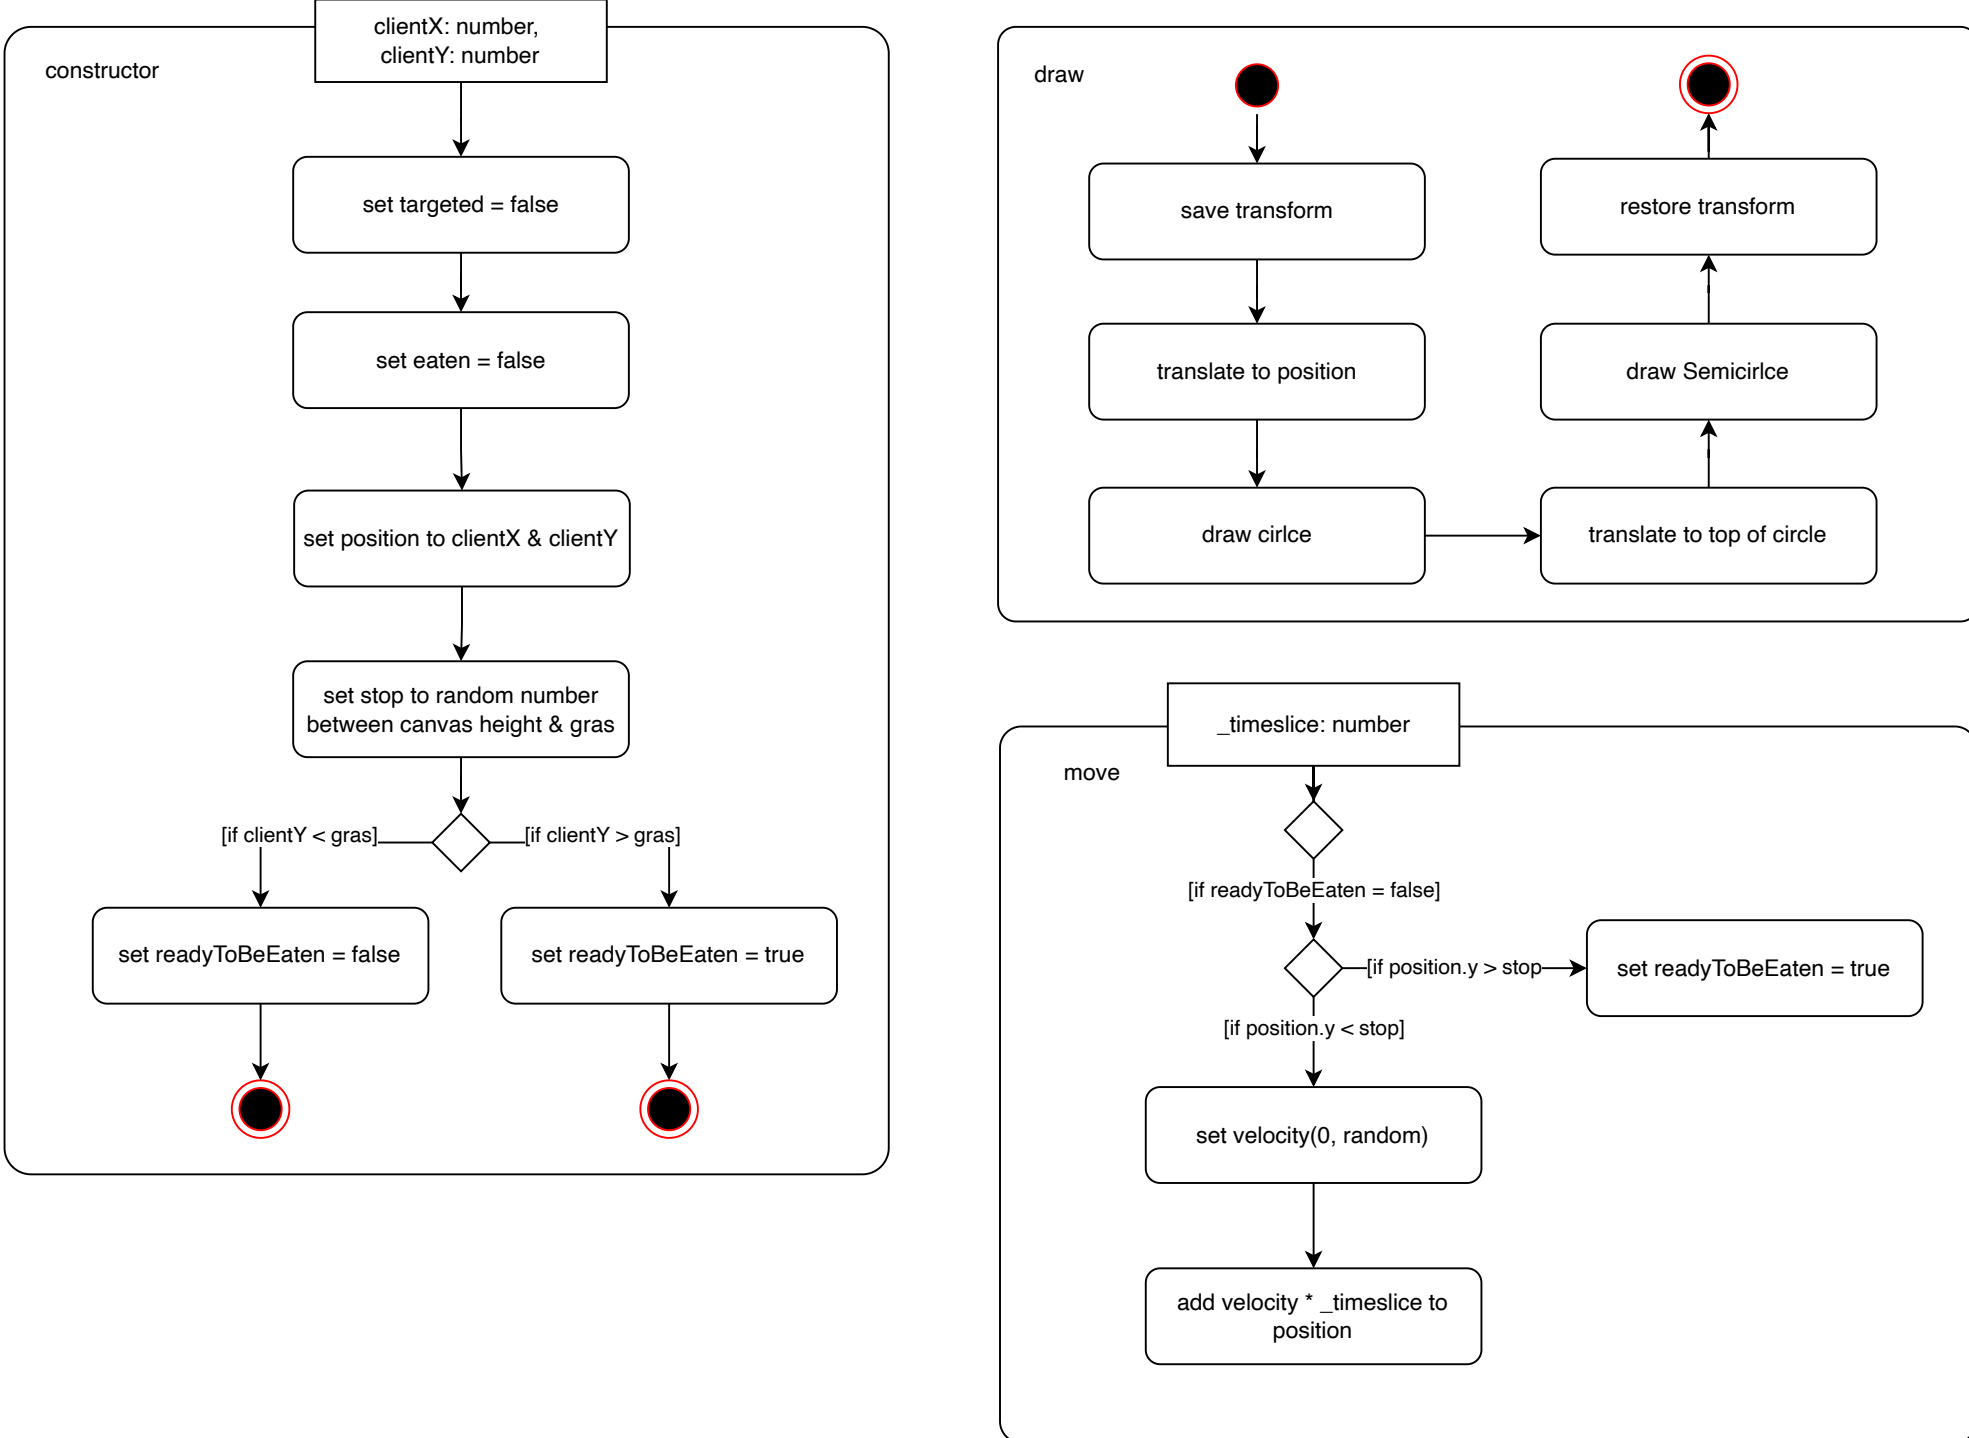 clientX: number,
clientY: number
constructor
set targeted = false
set eaten = false
set position to clientX & clientY
set stop to random number
between canvas height & gras
[if clientY < gras]
[if clientY > gras]
set readyToBeEaten = false
set readyToBeEaten = true
draw
save transform
translate to position
draw cirlce
translate to top of circle
draw Semicirlce
restore transform
_timeslice: number
move
[if readyToBeEaten = false]
[if position.y > stop
set readyToBeEaten = true
[if position.y < stop]
set velocity(0, random)
add velocity * _timeslice to
position